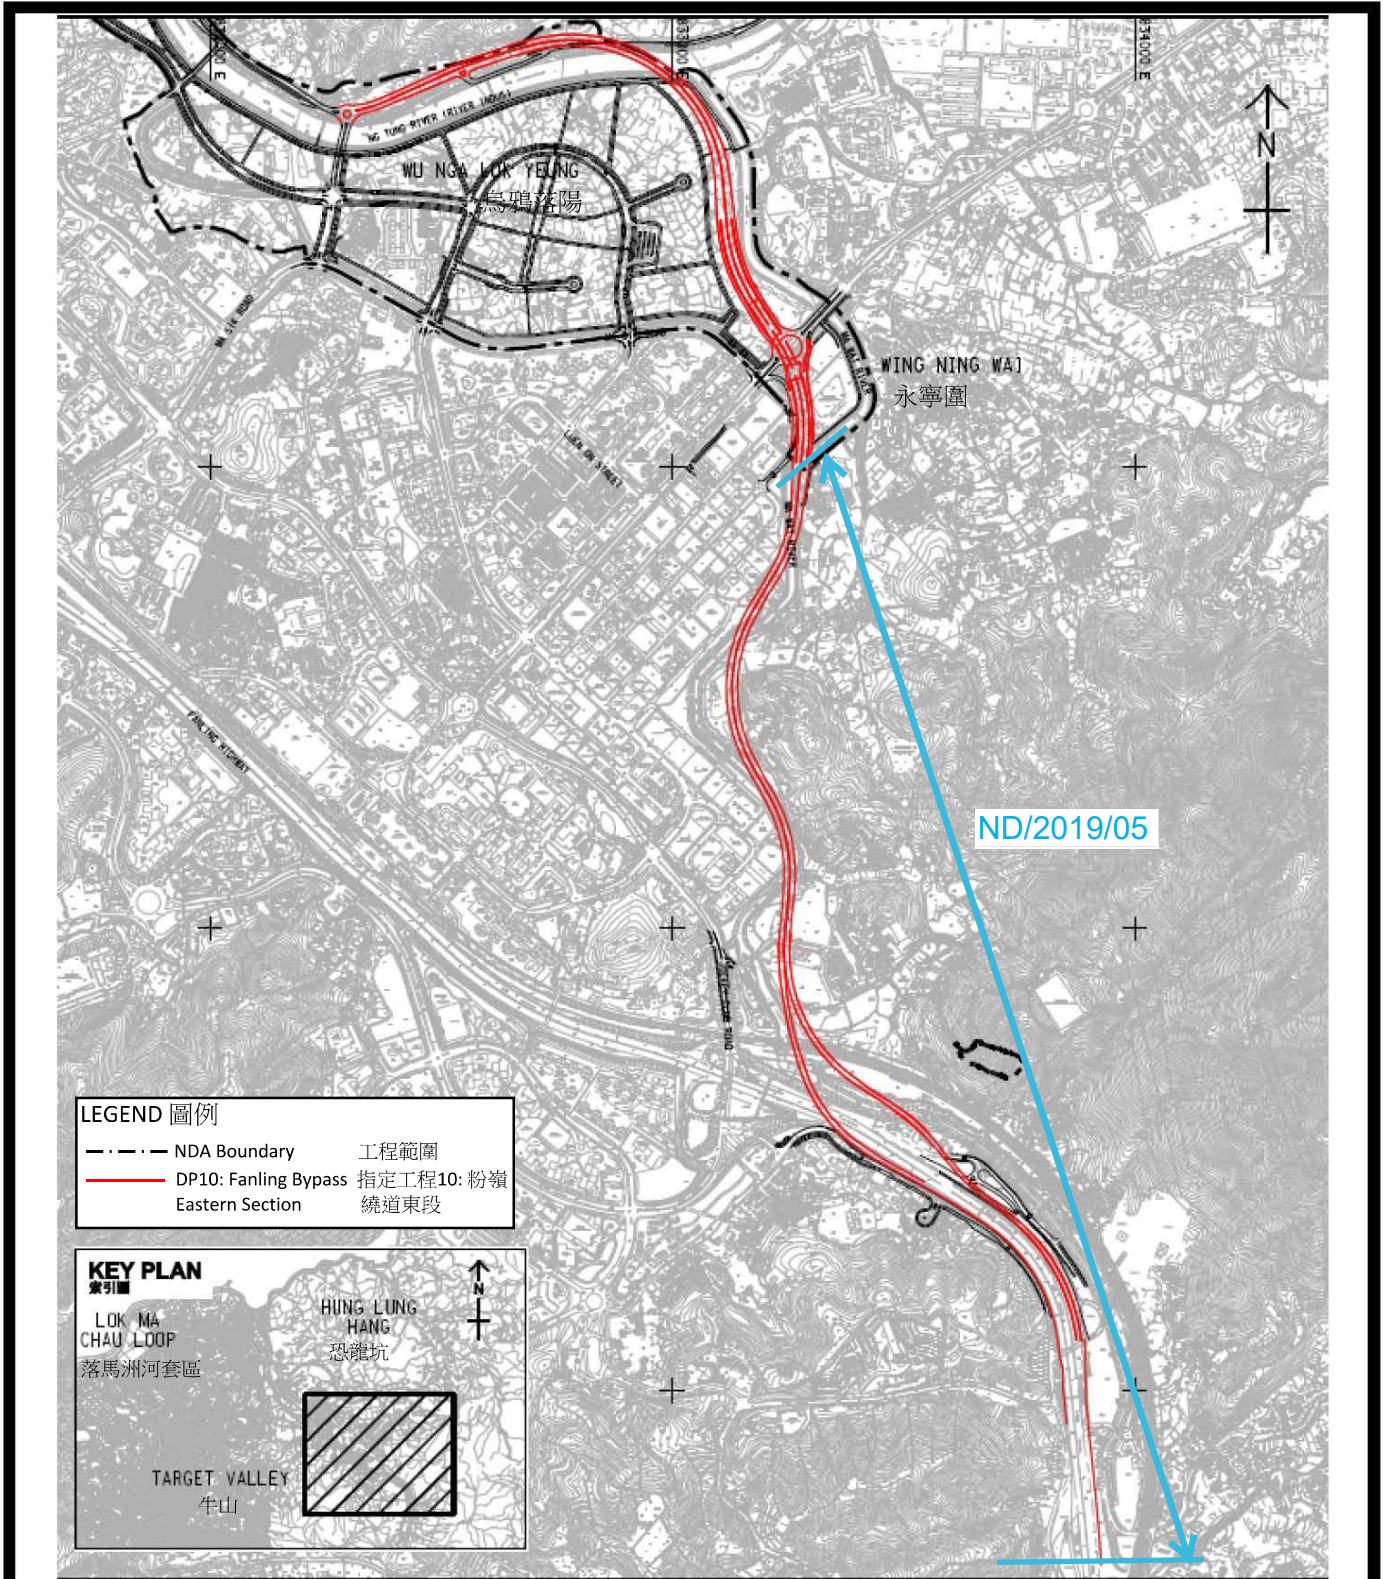 833000 E
834000 E
N
NG TUNG RIVER (RIVER INDUS)
WU NGA LOK YEUNG
烏鴉落陽
MA SIK ROAD
WING NING WAI
永寧圍
LUEN ON STREET
FANLING HIGHWAY
ND/2019/05
LEGEND 圖例
NDA Boundary 工程範圍
DP10: Fanling Bypass 指定工程10: 粉嶺
Eastern Section 繞道東段
KEY PLAN
索引圖
N
LOK MA
CHAU LOOP
落馬洲河套區
HUNG LUNG
HANG
恐龍坑
TARGET VALLEY
牛山